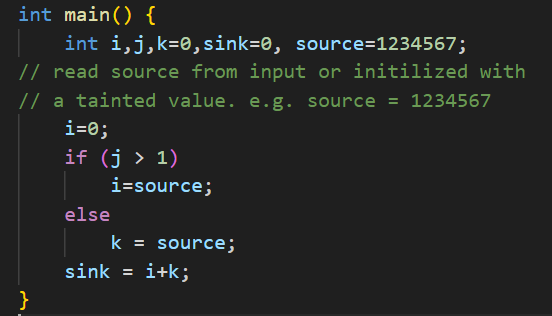 int main() {
int i,j,k=0,sink=0, source=1234567;
// read source from input or initilized with
// a tainted value. e.g. source = 1234567
i=0;
if (j > 1)
i=source;
else
k = source;
sink = i+k;
}